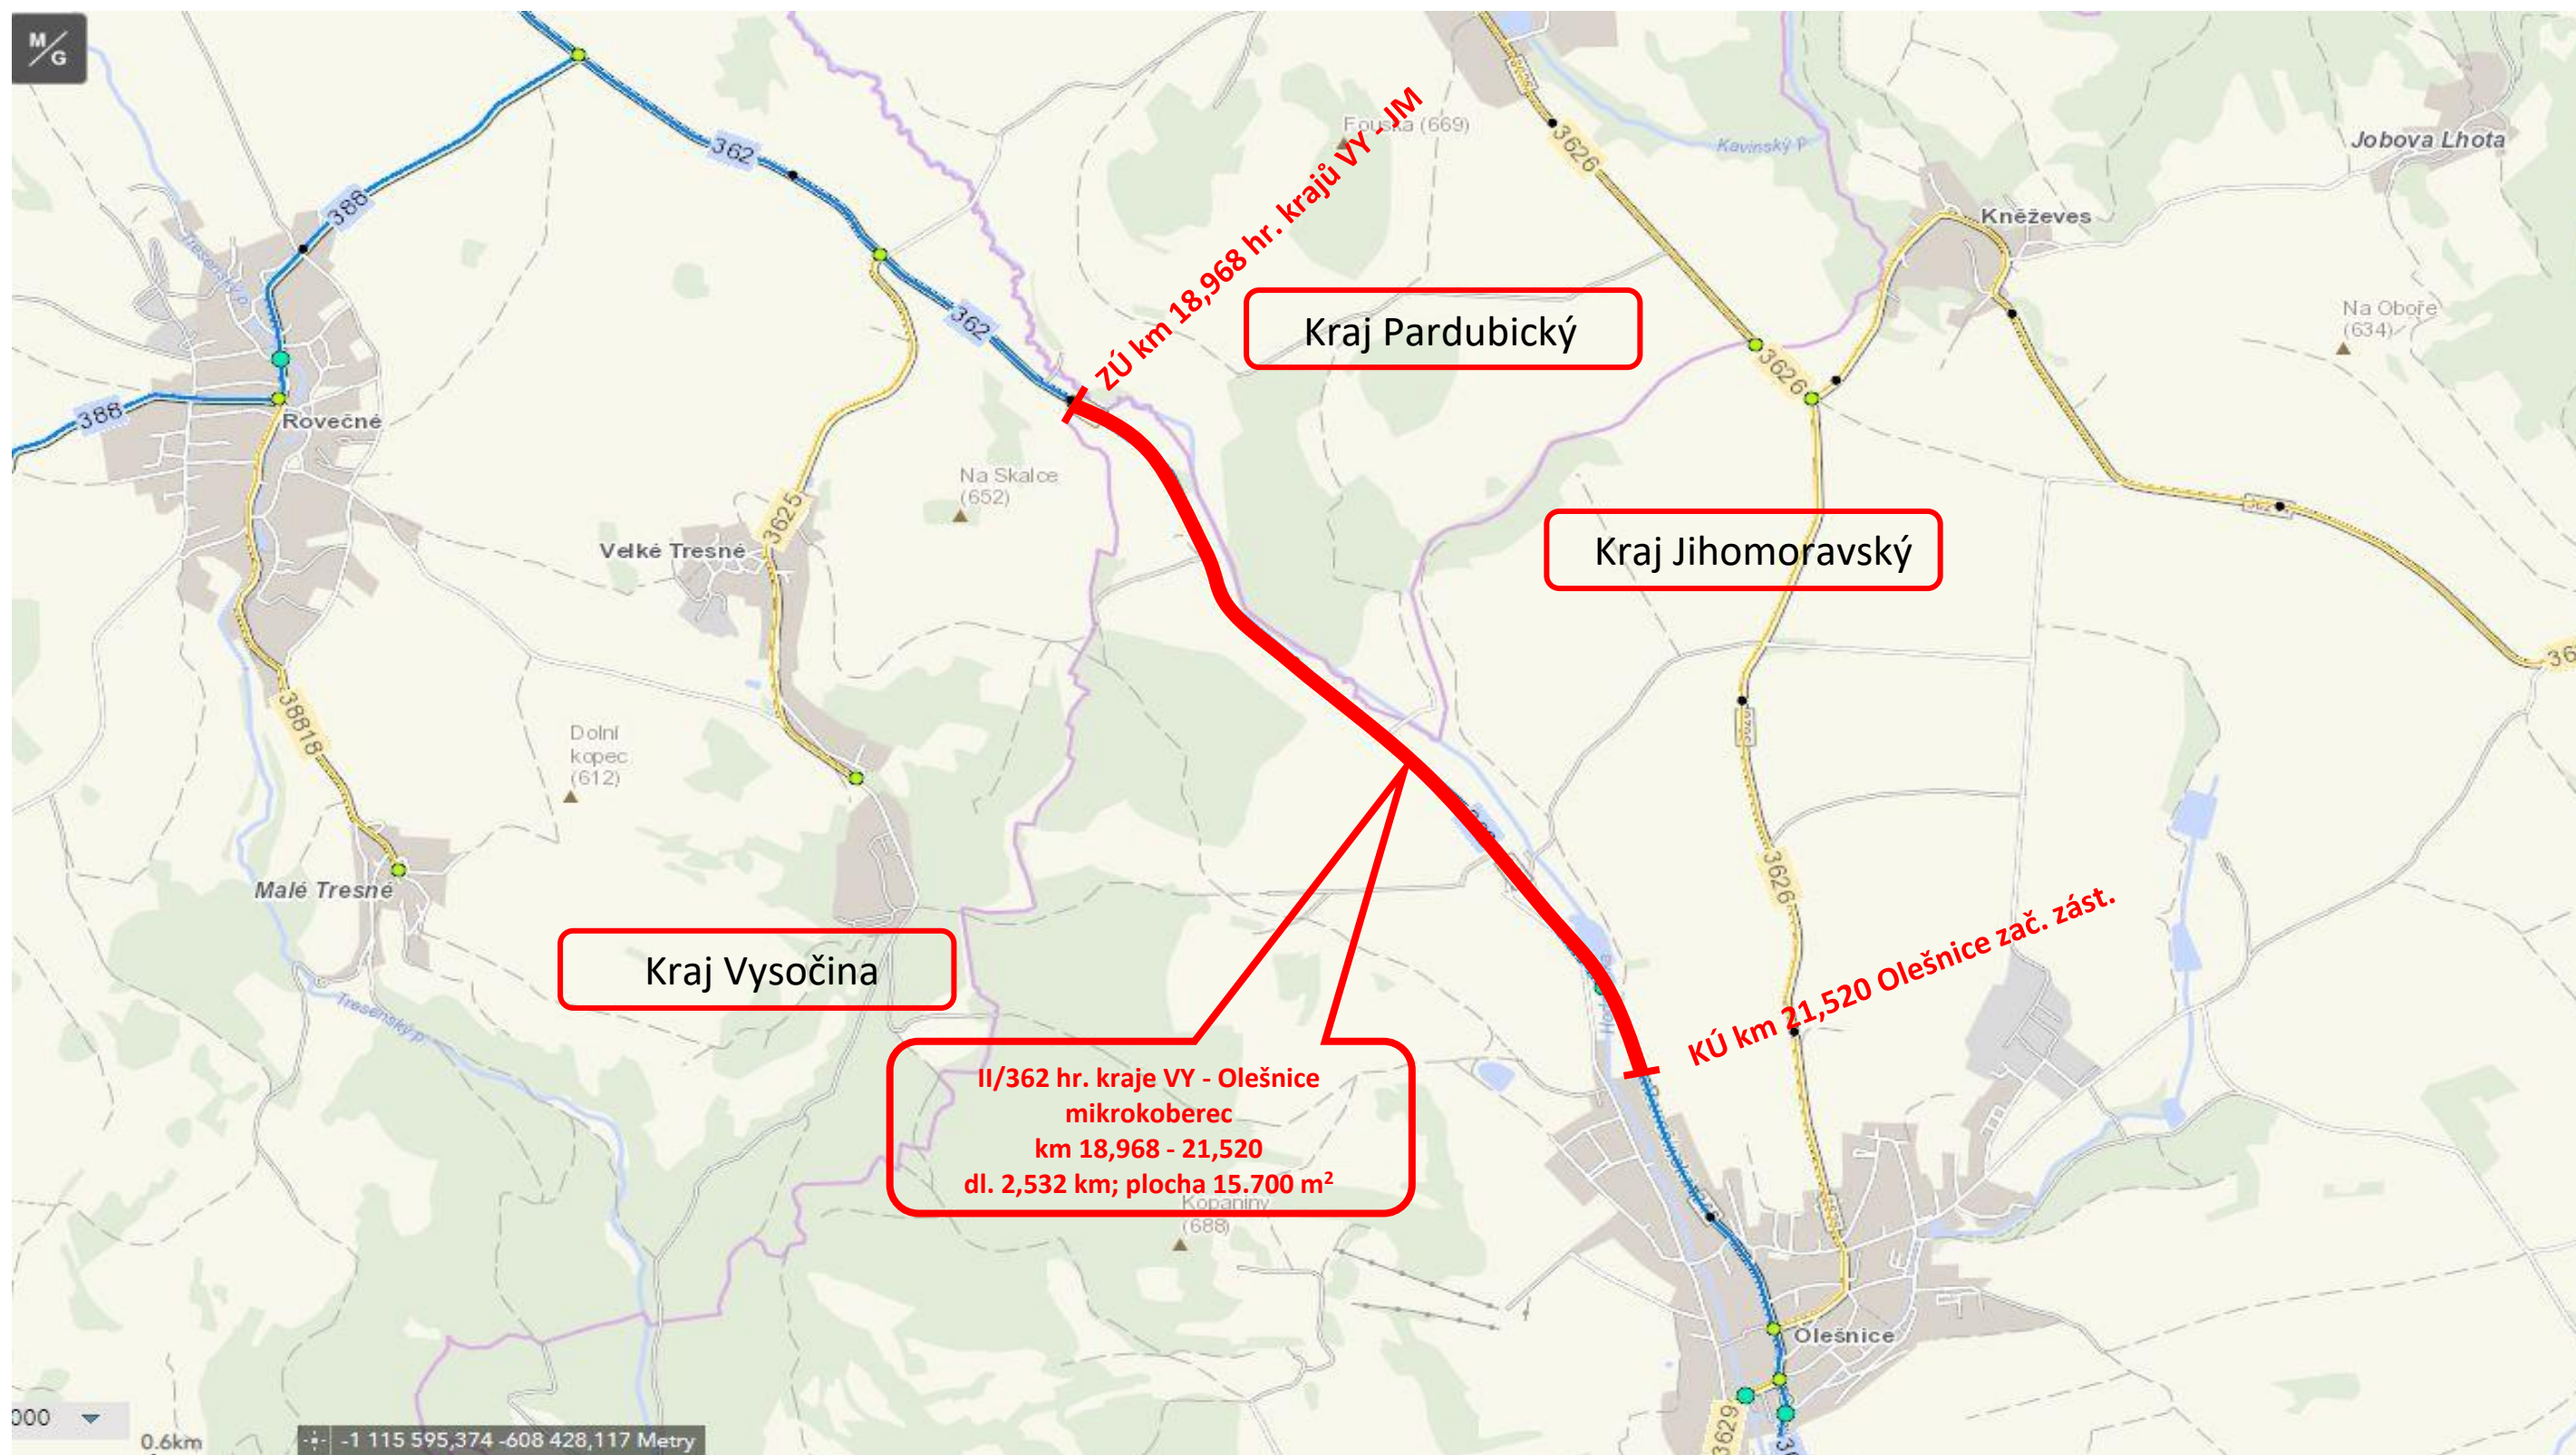 M/G
362
388
Fouska (669)
3626
Kavinský p.
Jobova Lhota
Tresenský p.
ZÚ km 18,968 hr. krajů VY - JM
Kněževes
362
Kraj Pardubický
Na Oboře
(634)
388
Rovečné
3626
Na Skalce
(652)
3625
Velké Tresné
Kraj Jihomoravský
38818
Dolní
kopec
(612)
3626
Malé Tresné
KÚ km 21,520 Olešnice zač. zást.
Kraj Vysočina
Tresenský p.
II/362 hr. kraje VY - Olešnice
mikrokoberec
km 18,968 - 21,520
dl. 2,532 km; plocha 15.700 m²
Kopaniny
(688)
Olešnice
3629
000
0.6km
-1 115 595,374 -608 428,117 Metry